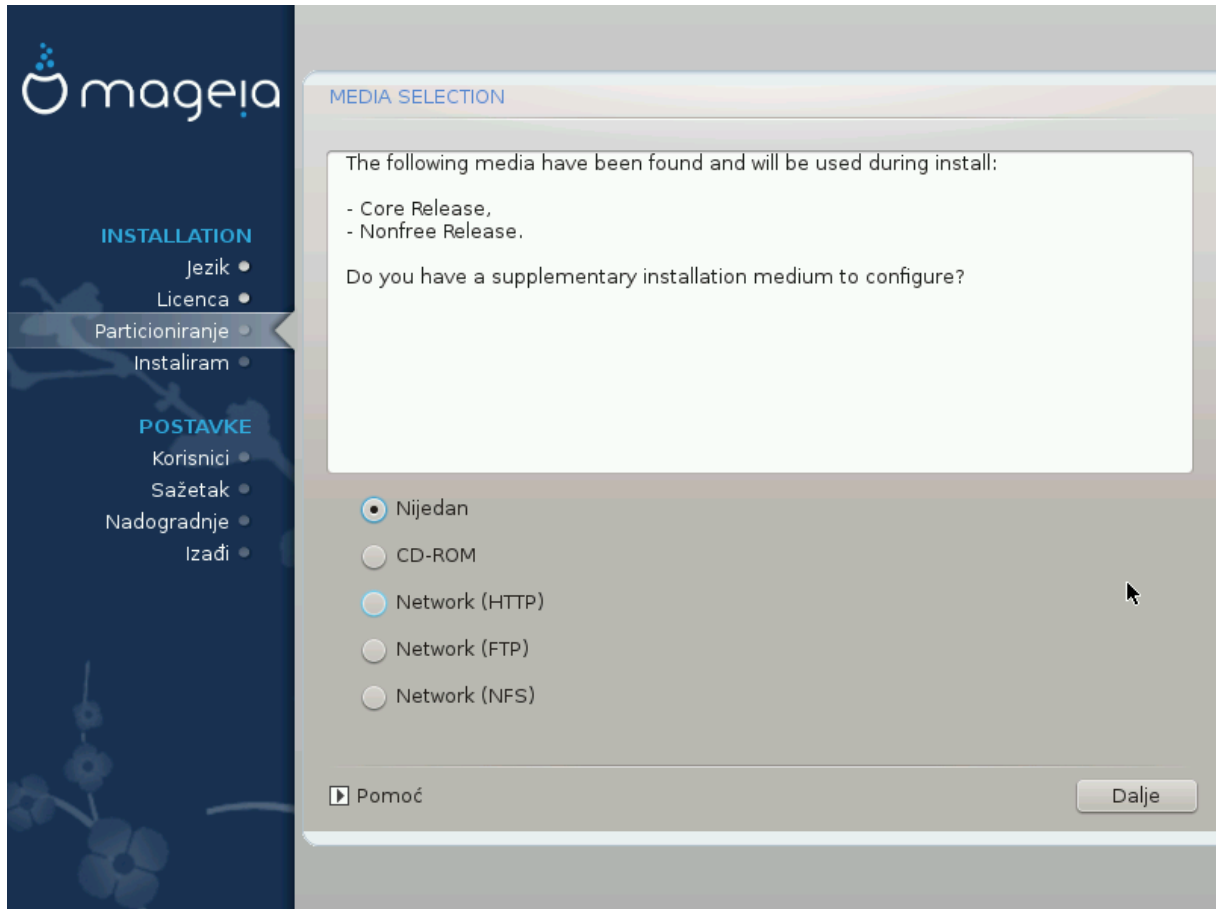 mageia
INSTALLATION
Jezik
Licenca
Particioniranje
Instaliram
POSTAVKE
Korisnici
Sažetak
Nadogradnje
Izađi
MEDIA SELECTION
The following media have been found and will be used during install:
- Core Release,
- Nonfree Release.
Do you have a supplementary installation medium to configure?
Nijedan
CD-ROM
Network (HTTP)
Network (FTP)
Network (NFS)
Pomoć
Dalje